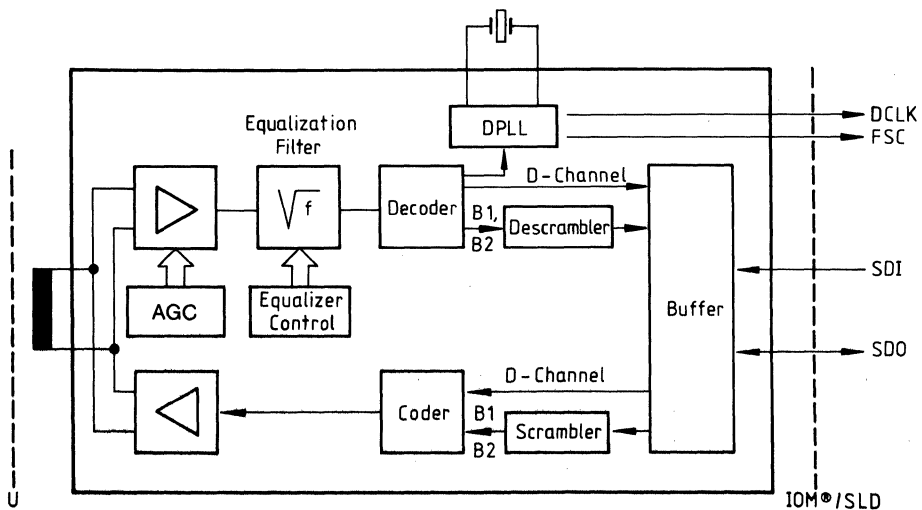 DPLL
DCLK
FSC
Equalization
Filter
√f
Decoder
D-Channel
B1,
B2
Descrambler
AGC
Equalizer
Control
Buffer
SDI
SDO
D-Channel
Coder
B1
B2
Scrambler
U
IOM®/SLD